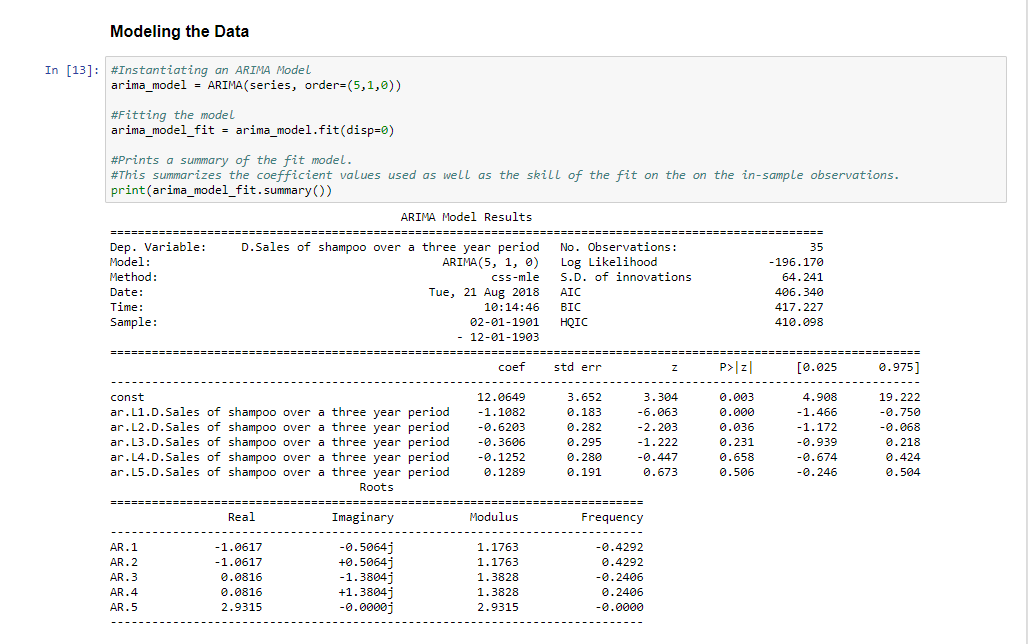 Modeling the Data
In [13]: #Instantiating an ARIMA Model
arima_model = ARIMA(series, order=(5,1,0))
#Fitting the model
arima_model_fit = arima_model.fit(disp=0)
#Prints a summary of the fit model.
#This summarizes the coefficient values used as well as the skill of the fit on the on the in-sample observations.
print(arima_model_fit.summary())
ARIMA Model Results
==============================================================================
Dep. Variable: D.Sales of shampoo over a three year period No. Observations: 35
Model: ARIMA(5, 1, 0) Log Likelihood -196.170
Method: css-mle S.D. of innovations 64.241
Date: Tue, 21 Aug 2018 AIC 406.340
Time: 10:14:46 BIC 417.227
Sample: 02-01-1901 HQIC 410.098
- 12-01-1903
==============================================================================
coef std err z P>|z| [0.025 0.975]
------------------------------------------------------------------------------
const 12.0649 3.652 3.304 0.003 4.908 19.222
ar.L1.D.Sales of shampoo over a three year period -1.1082 0.183 -6.063 0.000 -1.466 -0.750
ar.L2.D.Sales of shampoo over a three year period -0.6203 0.282 -2.203 0.036 -1.172 -0.068
ar.L3.D.Sales of shampoo over a three year period -0.3606 0.295 -1.222 0.231 -0.939 0.218
ar.L4.D.Sales of shampoo over a three year period -0.1252 0.280 -0.447 0.658 -0.674 0.424
ar.L5.D.Sales of shampoo over a three year period 0.1289 0.191 0.673 0.506 -0.246 0.504
Roots
==============================================================================
Real Imaginary Modulus Frequency
------------------------------------------------------------------------------
AR.1 -1.0617 -0.5064j 1.1763 -0.4292
AR.2 -1.0617 +0.5064j 1.1763 0.4292
AR.3 0.0816 -1.3804j 1.3828 -0.2406
AR.4 0.0816 +1.3804j 1.3828 0.2406
AR.5 2.9315 -0.0000j 2.9315 -0.0000
------------------------------------------------------------------------------